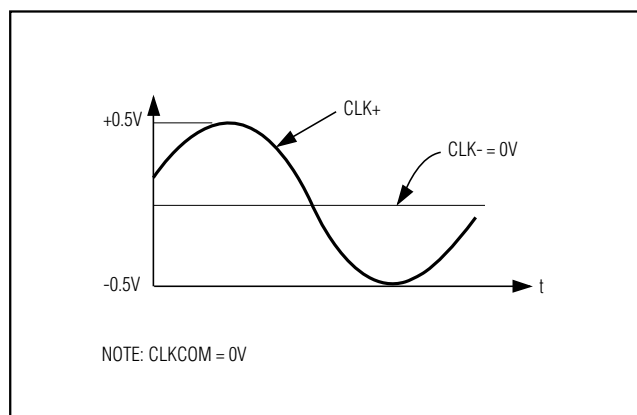 +0.5V
CLK+
CLK- = 0V
-0.5V
t
NOTE: CLKCOM = 0V